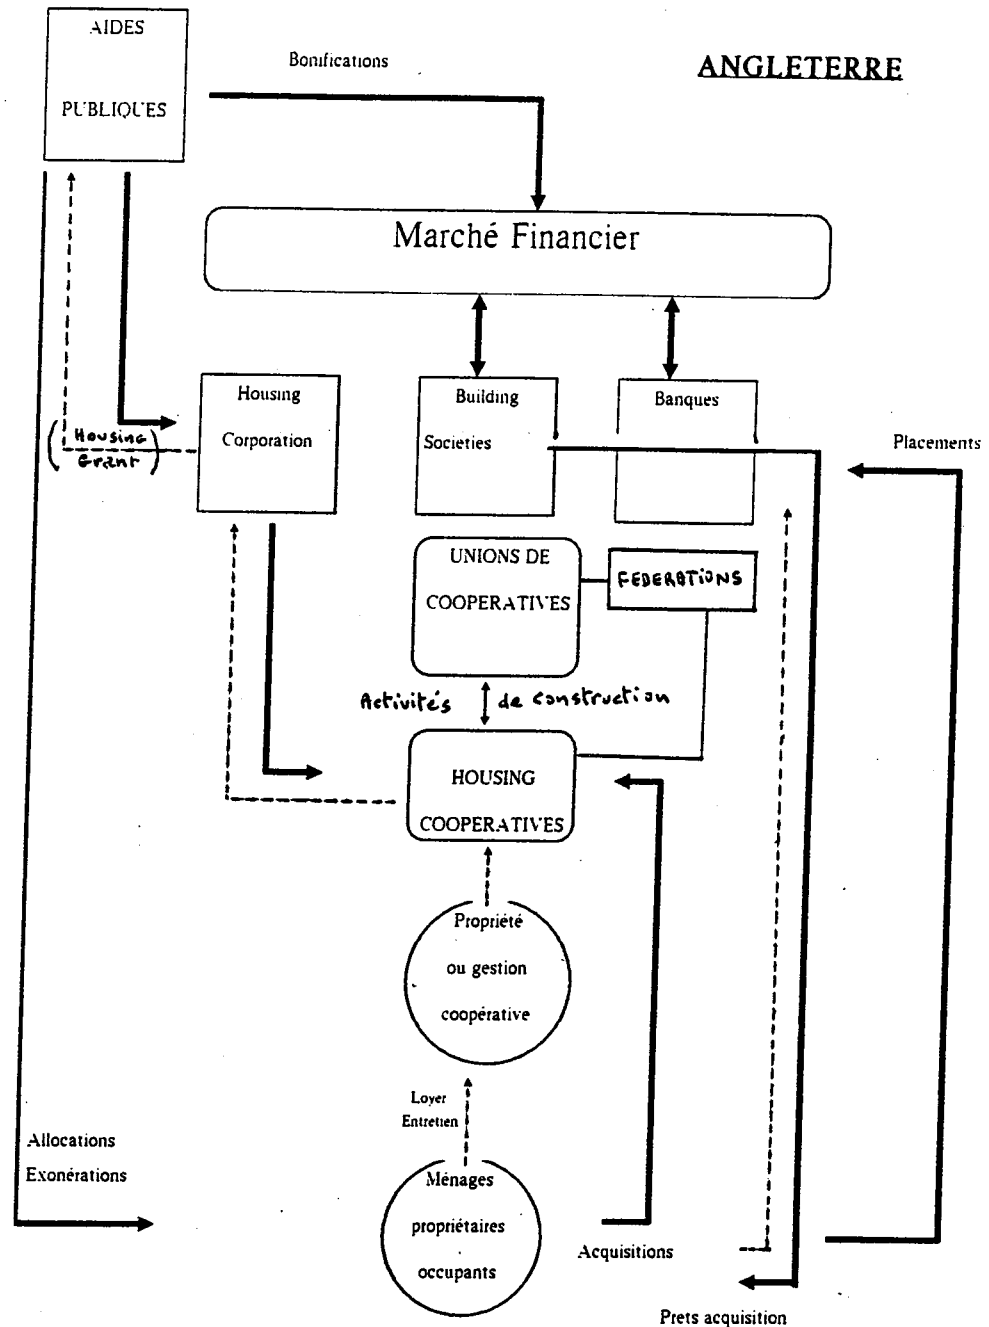 AIDES
PUBLIQUES
Bonifications
ANGLETERRE
Marché Financier
Housing
Corporation
Building
Societies
Banques
Placements
(Housing
Grant)
UNIONS DE
COOPERATIVES
FEDERATIONS
Activités de construction
HOUSING
COOPERATIVES
Propriété
ou gestion
coopérative
Loyer
Entretien
Allocations
Exonérations
Ménages
propriétaires
occupants
Acquisitions
Prets acquisition